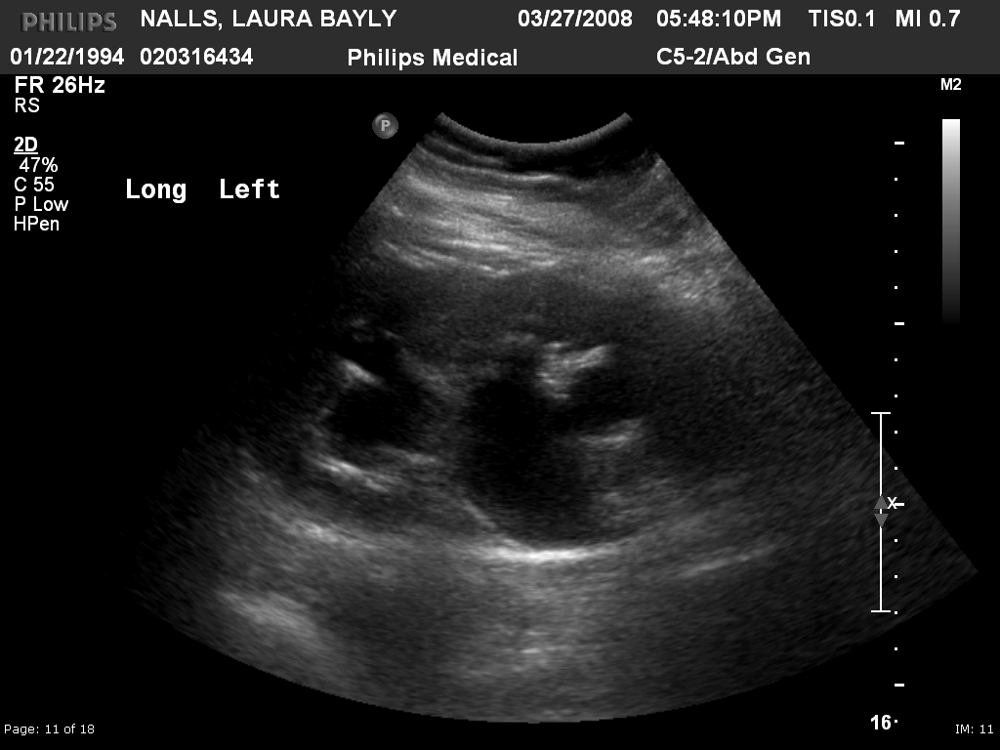 PHILIPS NALLS, LAURA BAYLY 03/27/2008 05:48:10PM TIS0.1 MI 0.7
01/22/1994 020316434 Philips Medical C5-2/Abd Gen
FR 26Hz
RS
M2
P
2D
47%
C 55
P Low
HPen
Long Left
X
16
Page: 11 of 18
IM: 11